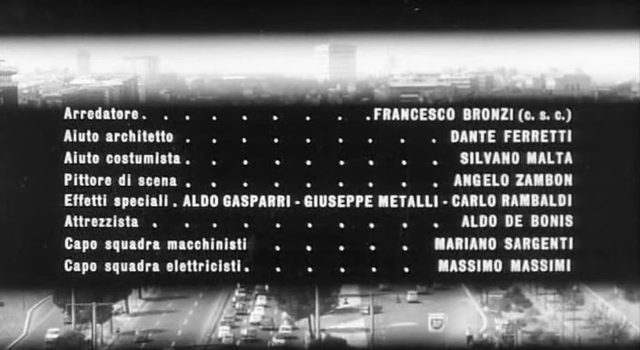 Arredatore. . . . . . . . .FRANCESCO BRONZI (C. S. C.)
Aiuto architetto . . . . . . . . DANTE FERRETTI
Aiuto costumista . . . . . . . . SILVANO MALTA
Pittore di scena . . . . . . . . ANGELO ZAMBON
Effetti speciali . ALDO GASPARRI - GIUSEPPE METALLI - CARLO RAMBALDI
Attrezzista . . . . . . . . . ALDO DE BONIS
Capo squadra macchinisti . . . . . MARIANO SARGENTI
Capo squadra elettricisti. . . . . . MASSIMO MASSIMI